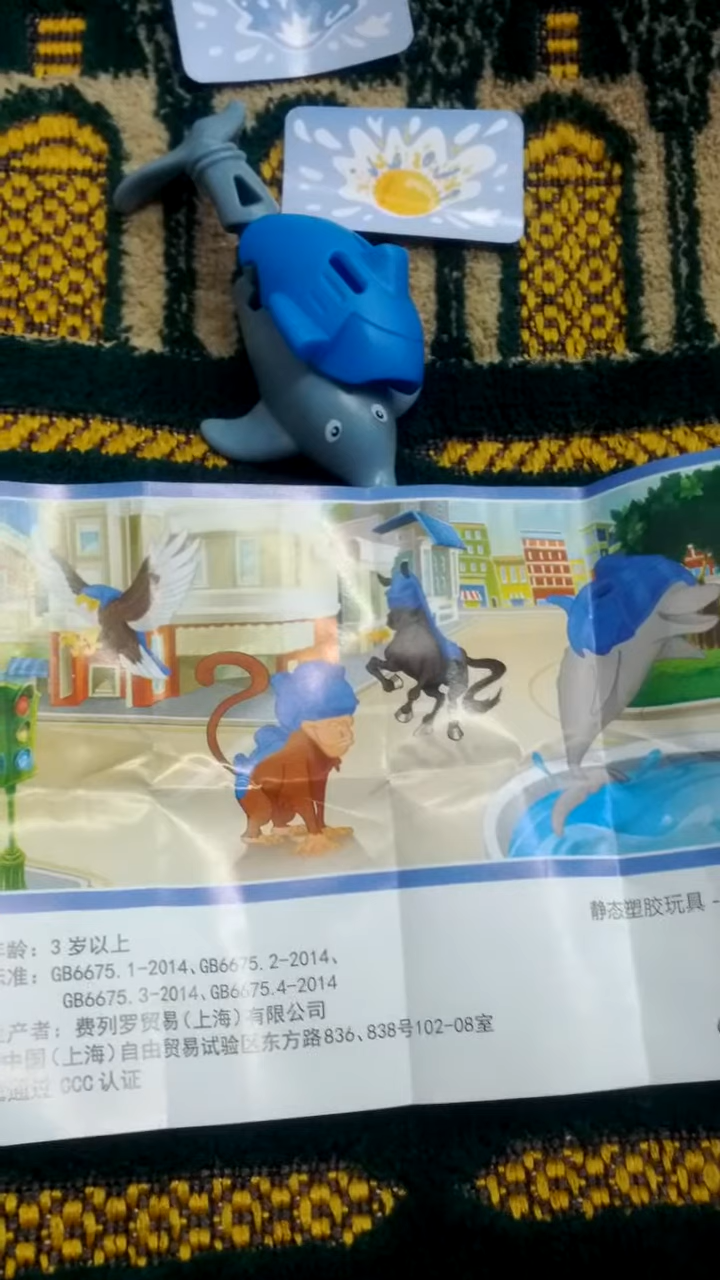 静态塑胶玩具 -
年龄：3 岁以上
标准：GB6675.1-2014、GB6675.2-2014、
GB6675.3-2014、GB6675.4-2014
产者：费列罗贸易(上海)有限公司
中国(上海)自由贸易试验区东方路836、838号102-08室
通过 CCC 认证